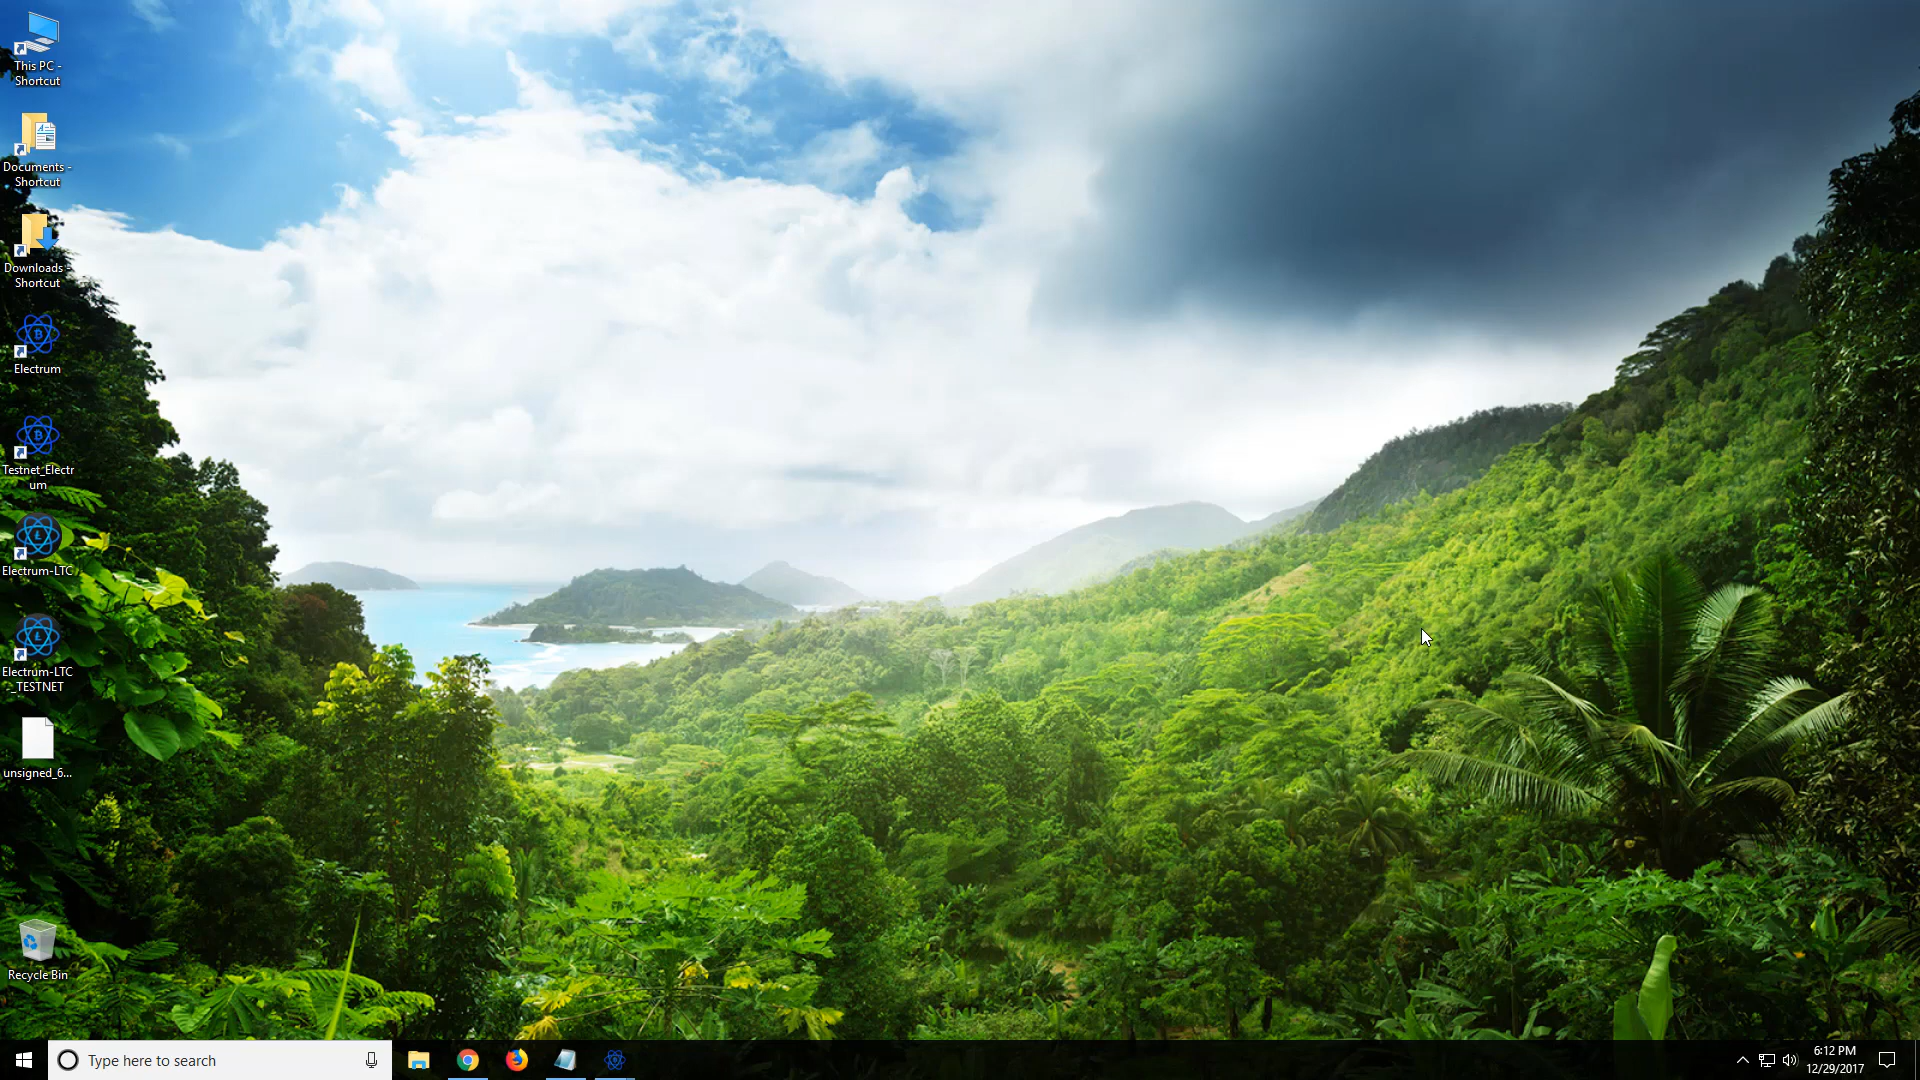 This PC -
Shortcut
Documents -
Shortcut
Downloads -
Shortcut
Electrum
Testnet_Electr
um
Electrum-LTC
Electrum-LTC
_TESTNET
unsigned_6...
Recycle Bin
Type here to search
6:12 PM
12/29/2017